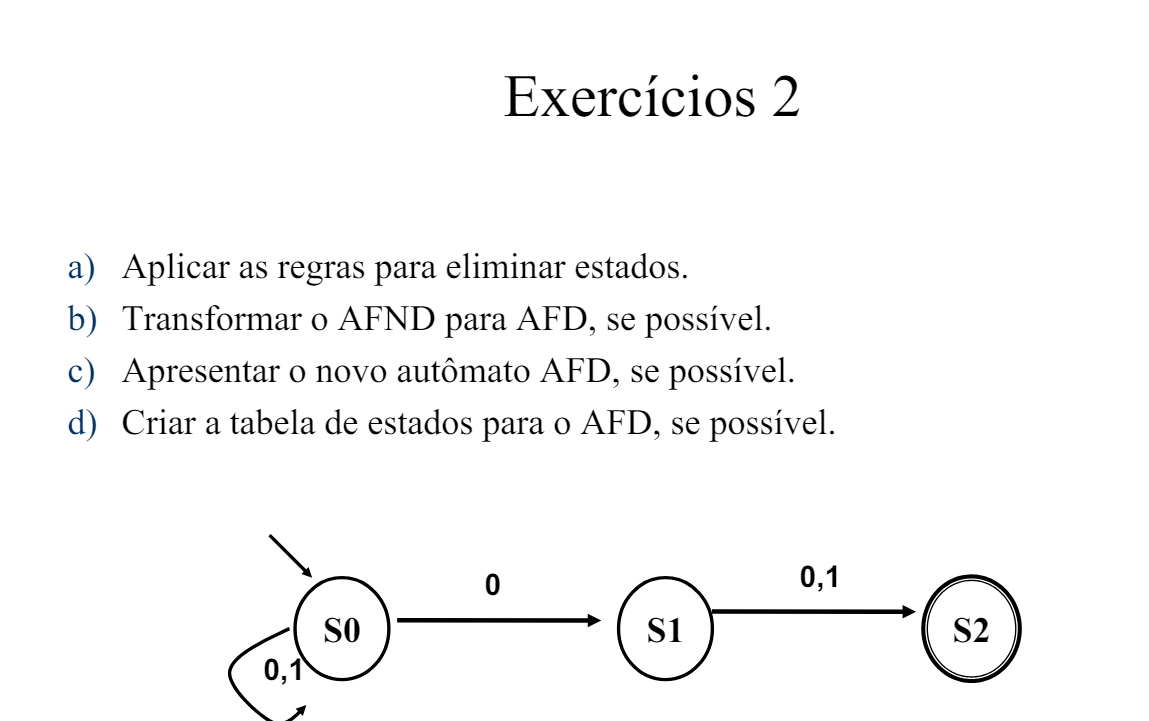 Exercícios 2
a) Aplicar as regras para eliminar estados.
b) Transformar o AFND para AFD, se possível.
c) Apresentar o novo autômato AFD, se possível.
d) Criar a tabela de estados para o AFD, se possível.
0
0,1
S0
S1
S2
0,1